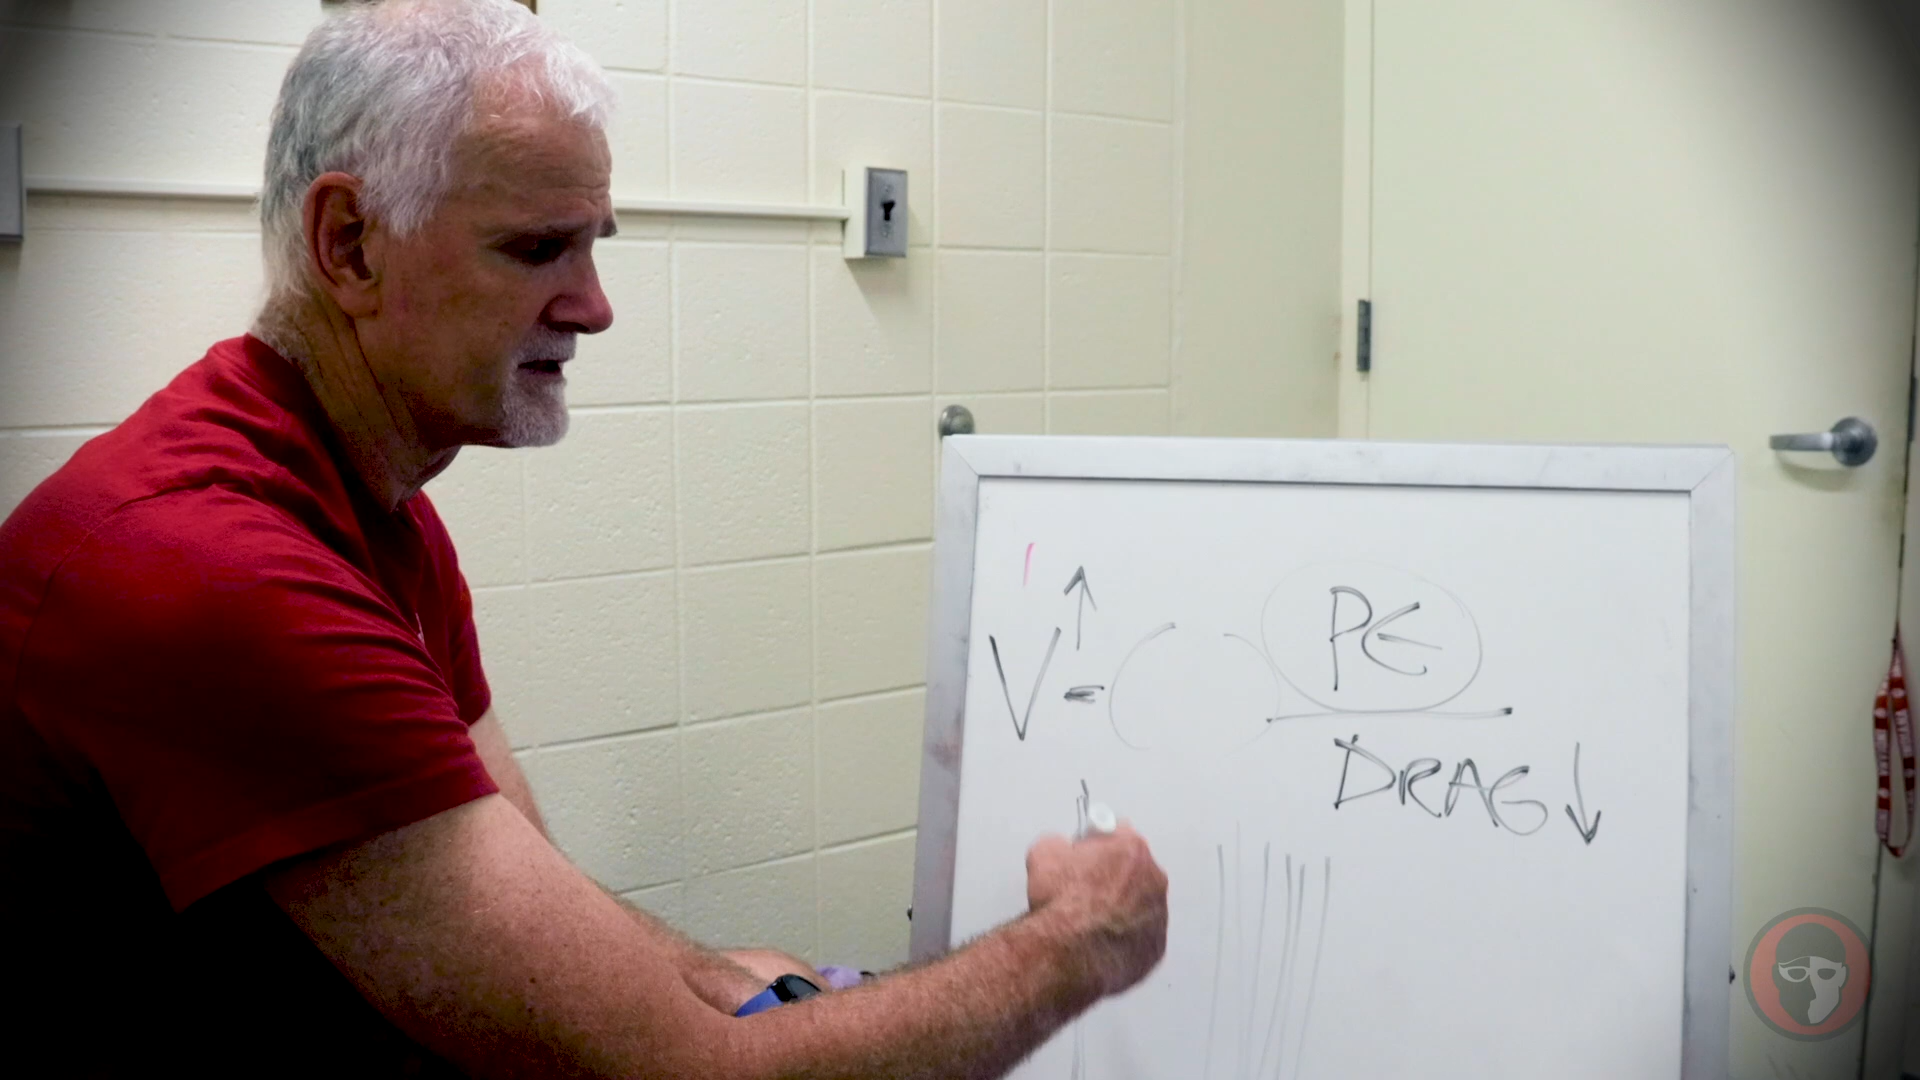 V = ( ) PE
DRAG